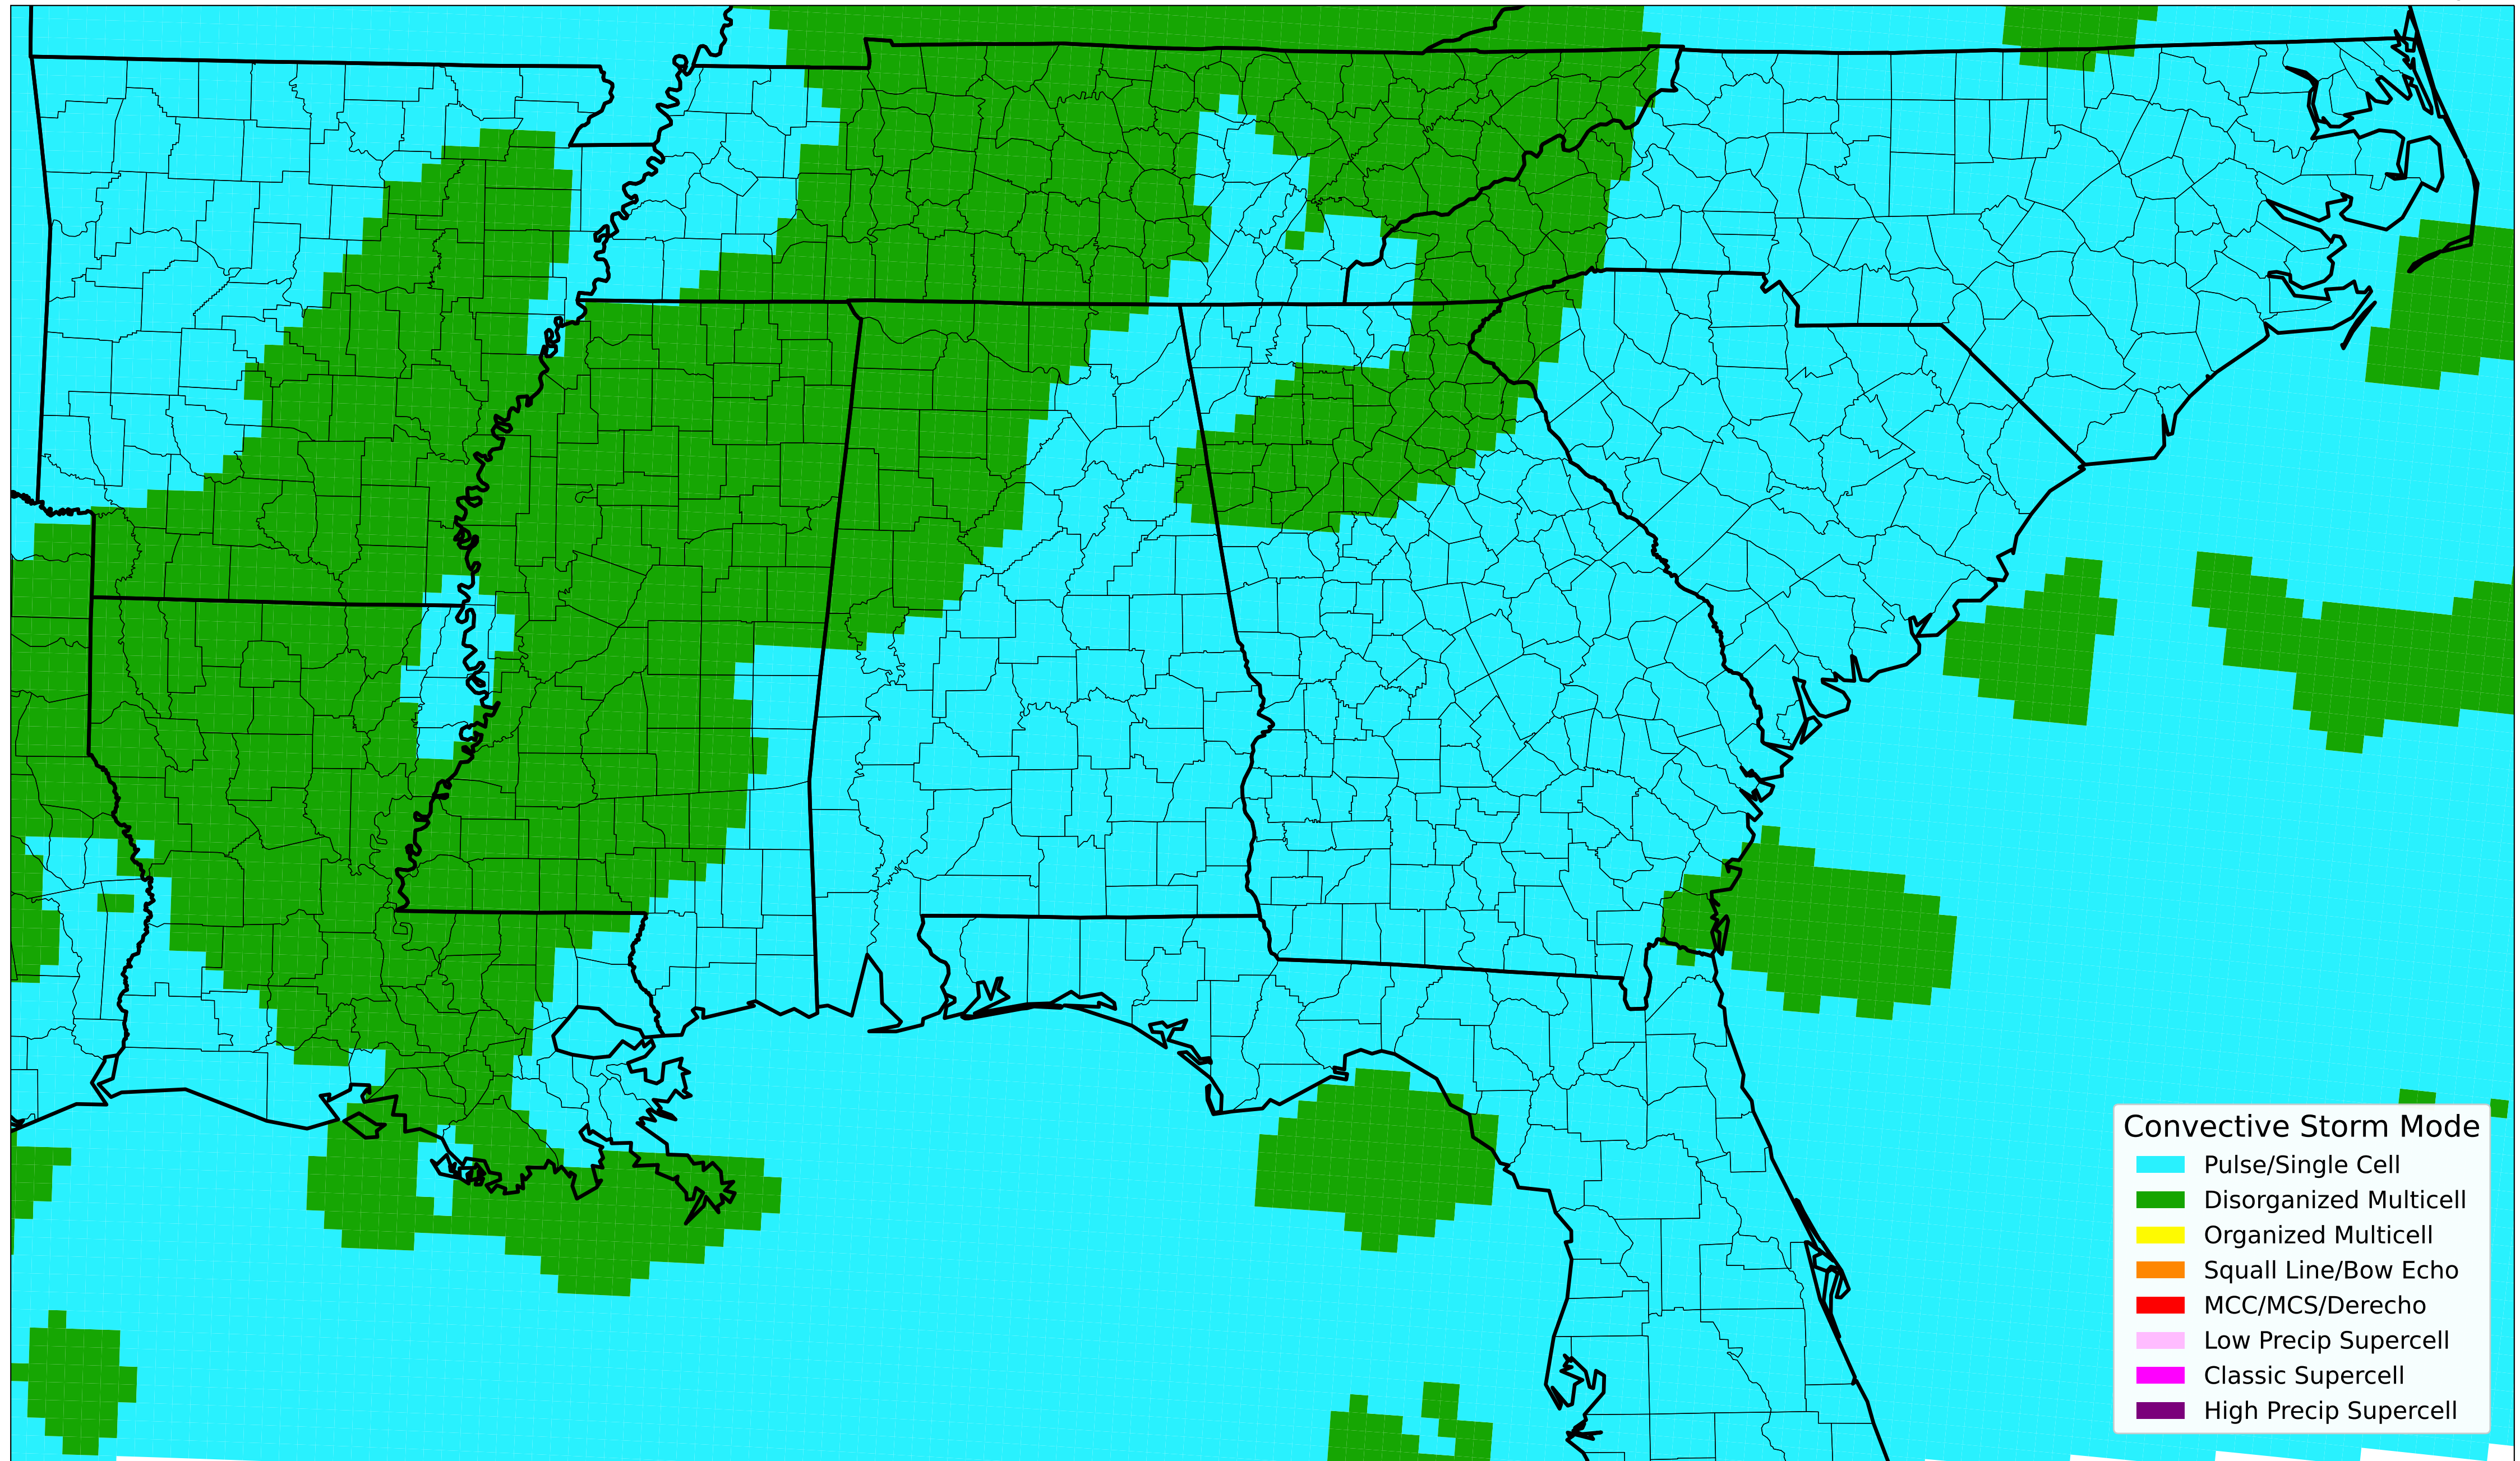 Convective Storm Mode
Pulse/Single Cell
Disorganized Multicell
Organized Multicell
Squall Line/Bow Echo
MCC/MCS/Derecho
Low Precip Supercell
Classic Supercell
High Precip Supercell